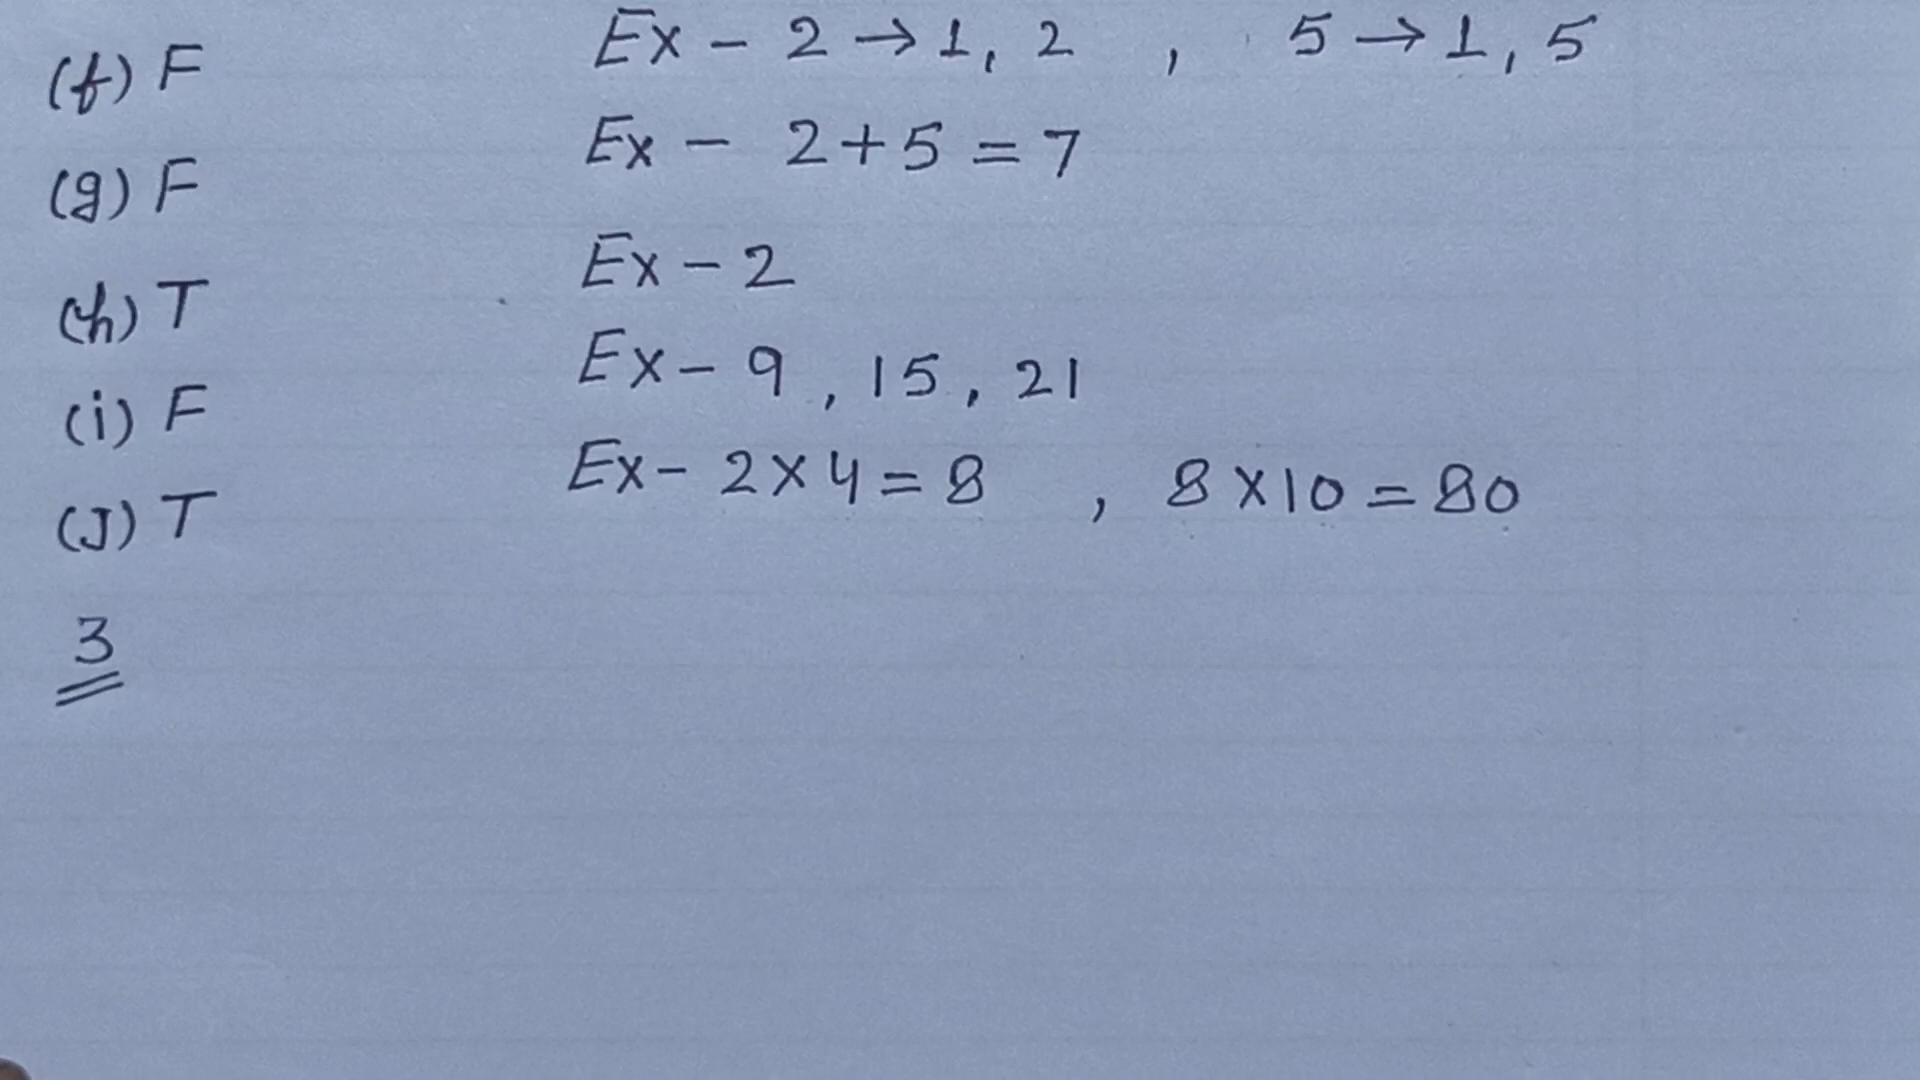 (f) F Ex - 2 → 1, 2 , 5 → 1, 5
(g) F Ex - 2 + 5 = 7
(h) T Ex - 2
(i) F Ex - 9, 15, 21
(J) T Ex - 2 × 4 = 8 , 8 × 10 = 80
3